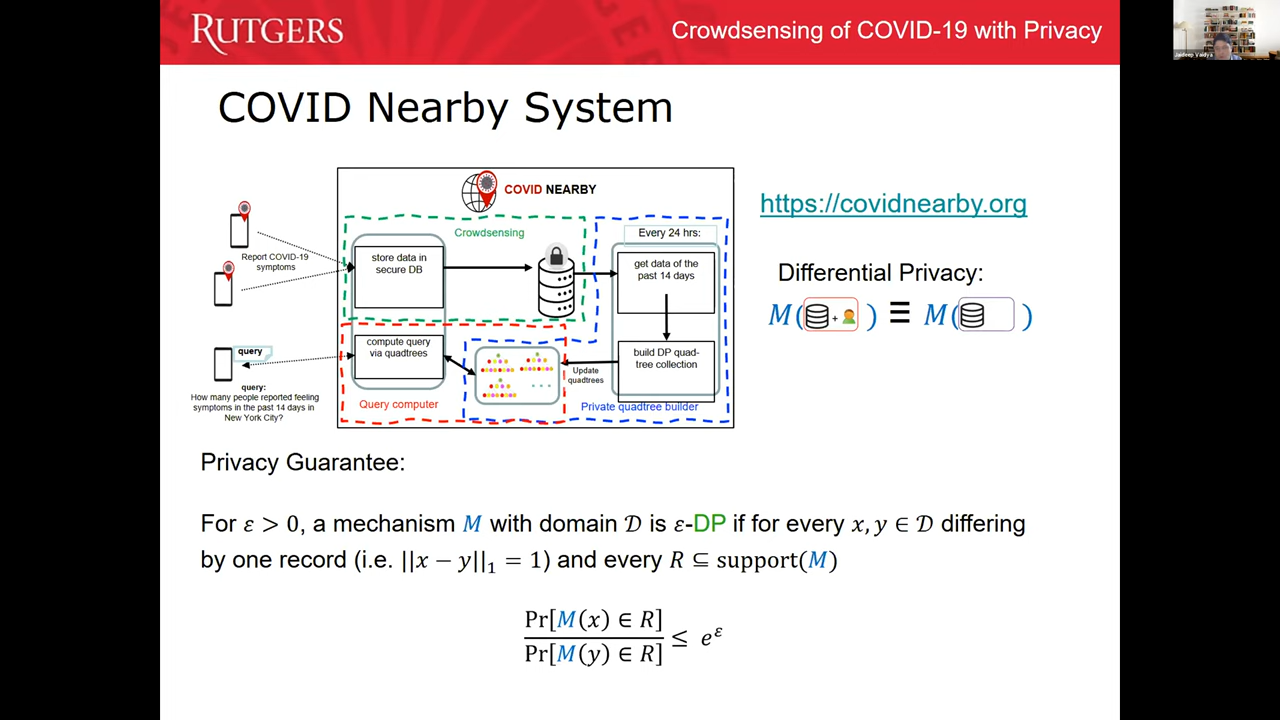 RUTGERS
Crowdsensing of COVID-19 with Privacy
Jaideep Vaidya
COVID Nearby System
COVID NEARBY
Crowdsensing
Every 24 hrs:
Report COVID-19
symptoms
store data in
secure DB
get data of the
past 14 days
query
compute query
via quadtrees
build DP quad-
tree collection
Update
quadtrees
query:
How many people reported feeling
symptoms in the past 14 days in
New York City?
Query computer
Private quadtree builder
https://covidnearby.org
Differential Privacy:
M( + ) ≡ M( )
Privacy Guarantee:
For ε > 0, a mechanism M with domain 𝒟 is ε-DP if for every x, y ∈ 𝒟 differing
by one record (i.e. ||x − y||₁ = 1) and every R ⊆ support(M)
Pr[M(x) ∈ R]
Pr[M(y) ∈ R]
≤ e^ε